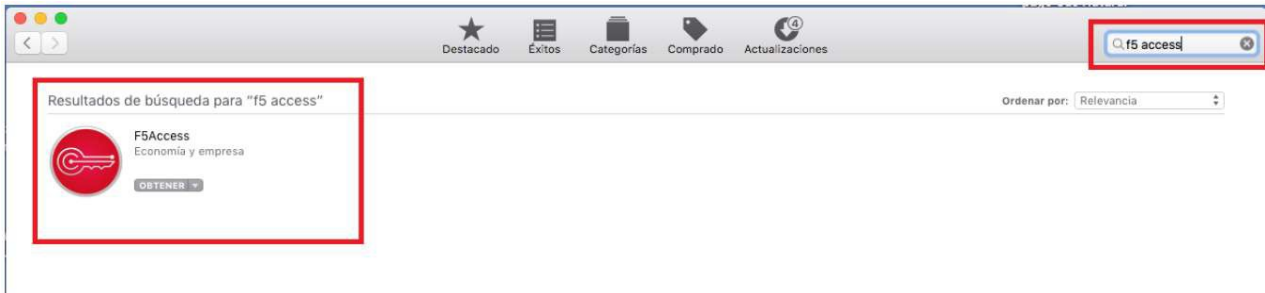 4
Destacado Éxitos Categorías Comprado Actualizaciones
f5 access
Resultados de búsqueda para “f5 access”
Ordenar por: Relevancia
F5Access
Economía y empresa
OBTENER